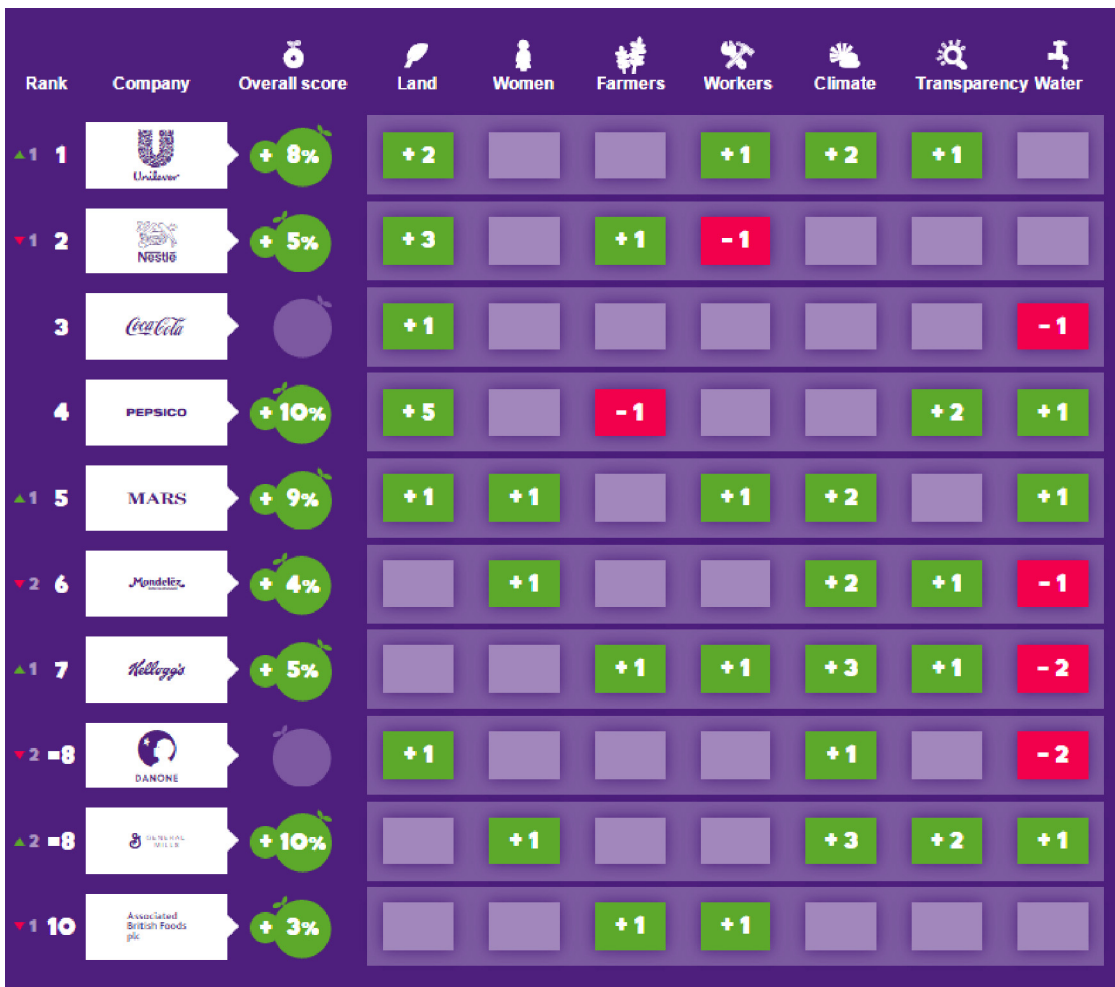 Rank Company Overall score Land Women Farmers Workers Climate Transparency Water
1 1 Unilever + 8% + 2 + 1 + 2 + 1
1 2 Nestlé + 5% + 3 + 1 - 1
3 Coca-Cola + 1 - 1
4 PEPSICO + 10% + 5 - 1 + 2 + 1
1 5 MARS + 9% + 1 + 1 + 1 + 2 + 1
2 6 Mondelēz + 4% + 1 + 2 + 1 - 1
1 7 Kellogg's + 5% + 1 + 1 + 3 + 1 - 2
2 =8 DANONE + 1 + 1 - 2
2 =8 GENERAL MILLS + 10% + 1 + 3 + 2 + 1
1 10 Associated British Foods plc + 3% + 1 + 1